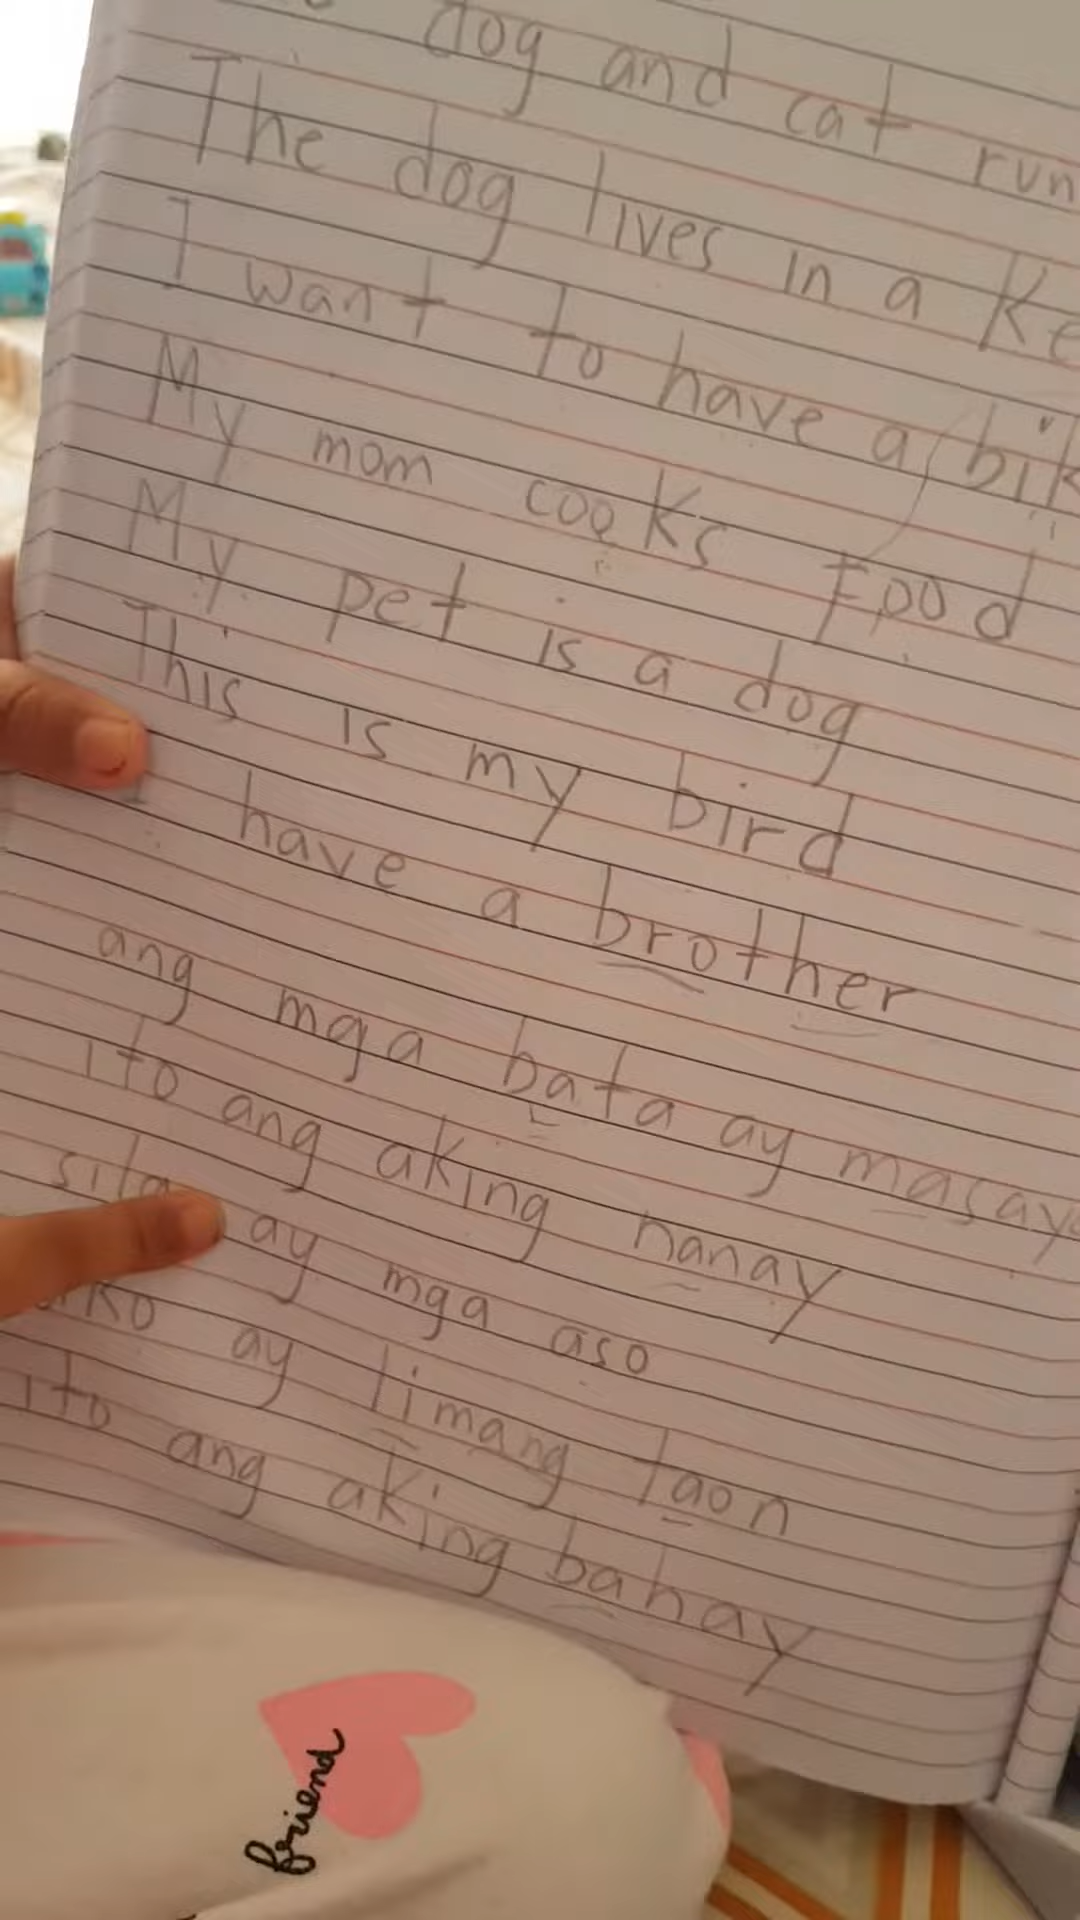 dog and cat run
The dog lives in a
I want to have a
My mom cooks food
My pet is a dog
This is my bird
I have a brother
ang mga bata ay
ito ang aking nanay
ay mga aso
ay limang taon
ito ang aking bahay
friend